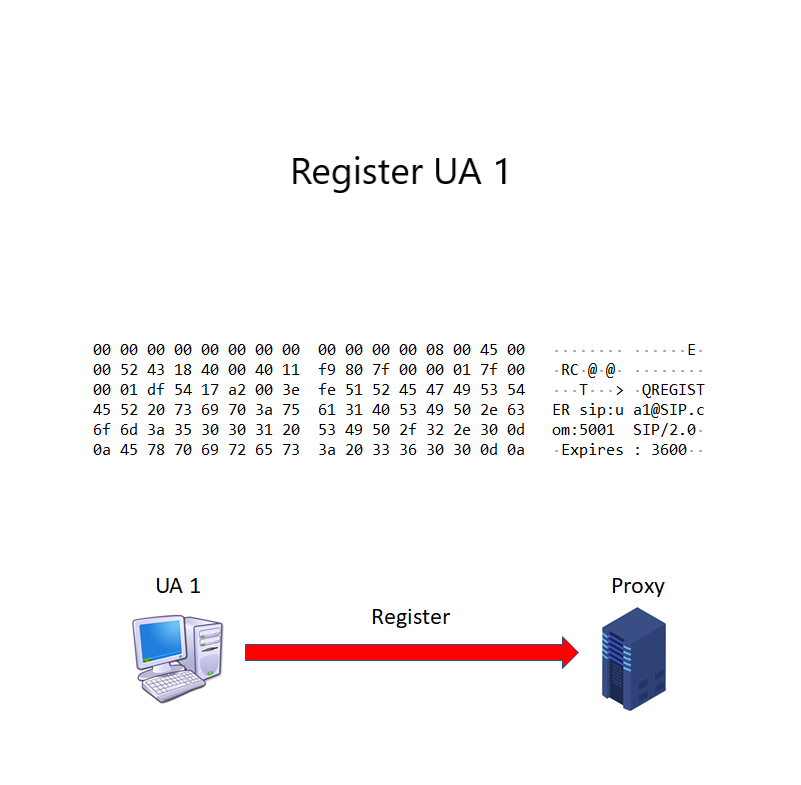 Register UA 1
00 00 00 00 00 00 00 00  00 00 00 00 08 00 45 00  ········ ······E·
00 52 43 18 40 00 40 11  f9 80 7f 00 00 01 7f 00  ·RC·@·@· ········
00 01 df 54 17 a2 00 3e  fe 51 52 45 47 49 53 54  ···T···> ·QREGIST
45 52 20 73 69 70 3a 75  61 31 40 53 49 50 2e 63  ER sip:u a1@SIP.c
6f 6d 3a 35 30 30 31 20  53 49 50 2f 32 2e 30 0d  om:5001  SIP/2.0·
0a 45 78 70 69 72 65 73  3a 20 33 36 30 30 0d 0a  ·Expires : 3600··
UA 1
Proxy
Register